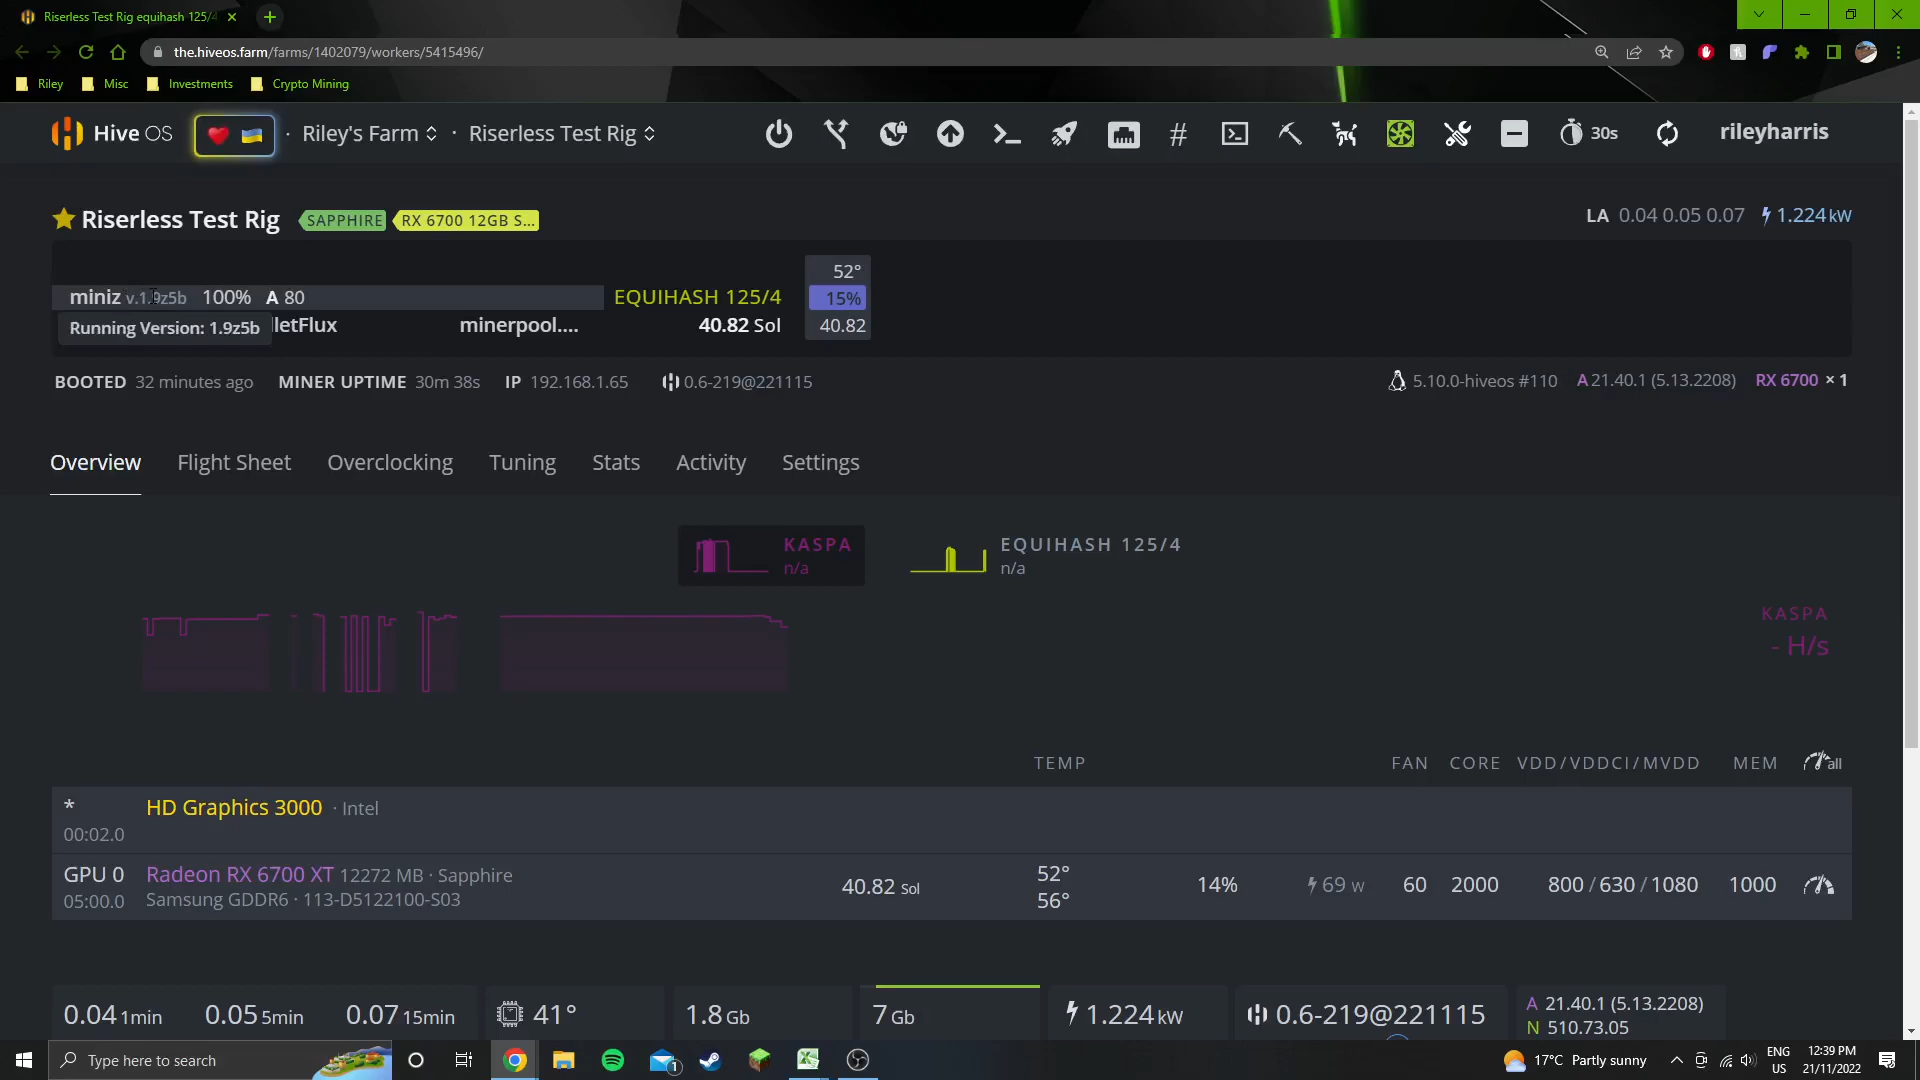 Riserless Test Rig equihash 125/4
the.hiveos.farm/farms/1402079/workers/5415496/
Riley Misc Investments Crypto Mining
Hive OS · Riley's Farm · Riserless Test Rig # 30s rileyharris
Riserless Test Rig SAPPHIRE RX 6700 12GB S... LA 0.04 0.05 0.07 1.224 kW
52°
miniz v.1.9z5b 100% A 80 EQUIHASH 125/4 15%
Running Version: 1.9z5b lletFlux minerpool.... 40.82 Sol 40.82
BOOTED 32 minutes ago MINER UPTIME 30m 38s IP 192.168.1.65 0.6-219@221115 5.10.0-hiveos #110 A 21.40.1 (5.13.2208) RX 6700 × 1
Overview Flight Sheet Overclocking Tuning Stats Activity Settings
KASPA EQUIHASH 125/4
n/a n/a
KASPA
- H/s
TEMP FAN CORE VDD/VDDCI/MVDD MEM all
* HD Graphics 3000 · Intel
00:02.0
GPU 0 Radeon RX 6700 XT 12272 MB · Sapphire 40.82 Sol 52° 14% 69 W 60 2000 800 / 630 / 1080 1000
05:00.0 Samsung GDDR6 · 113-D5122100-S03 56°
0.04 1min 0.05 5min 0.07 15min 41° 1.8 Gb 7 Gb 1.224 kW 0.6-219@221115 A 21.40.1 (5.13.2208)
N 510.73.05
Type here to search 1 17°C Partly sunny ENG US 12:39 PM
21/11/2022